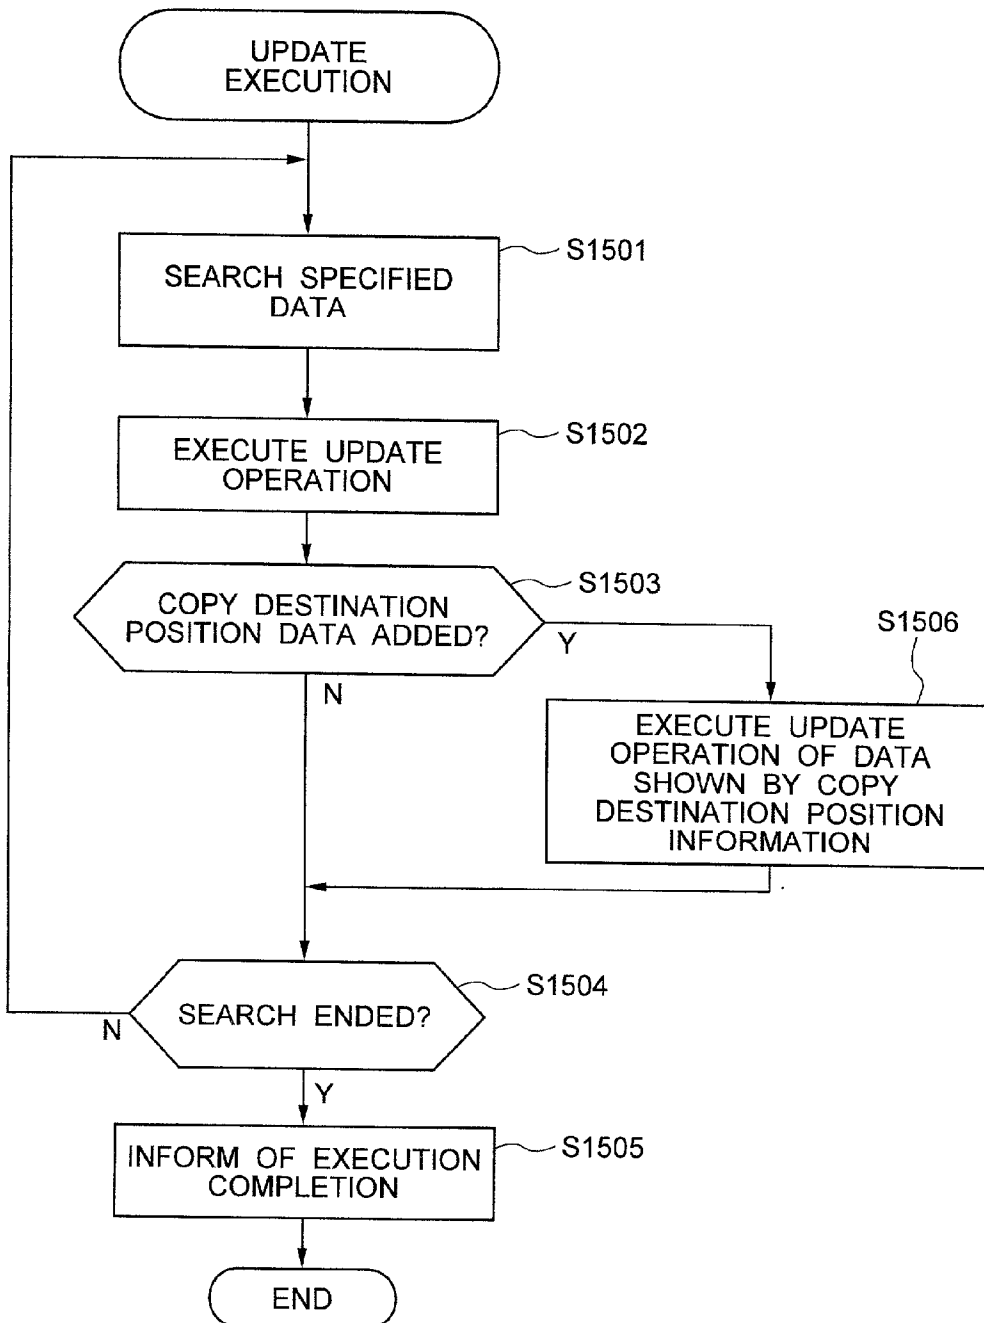 UPDATE
EXECUTION
S1501
SEARCH SPECIFIED
DATA
S1502
EXECUTE UPDATE
OPERATION
S1503
COPY DESTINATION
POSITION DATA ADDED?
Y
N
S1506
EXECUTE UPDATE
OPERATION OF DATA
SHOWN BY COPY
DESTINATION POSITION
INFORMATION
S1504
SEARCH ENDED?
N
Y
S1505
INFORM OF EXECUTION
COMPLETION
END